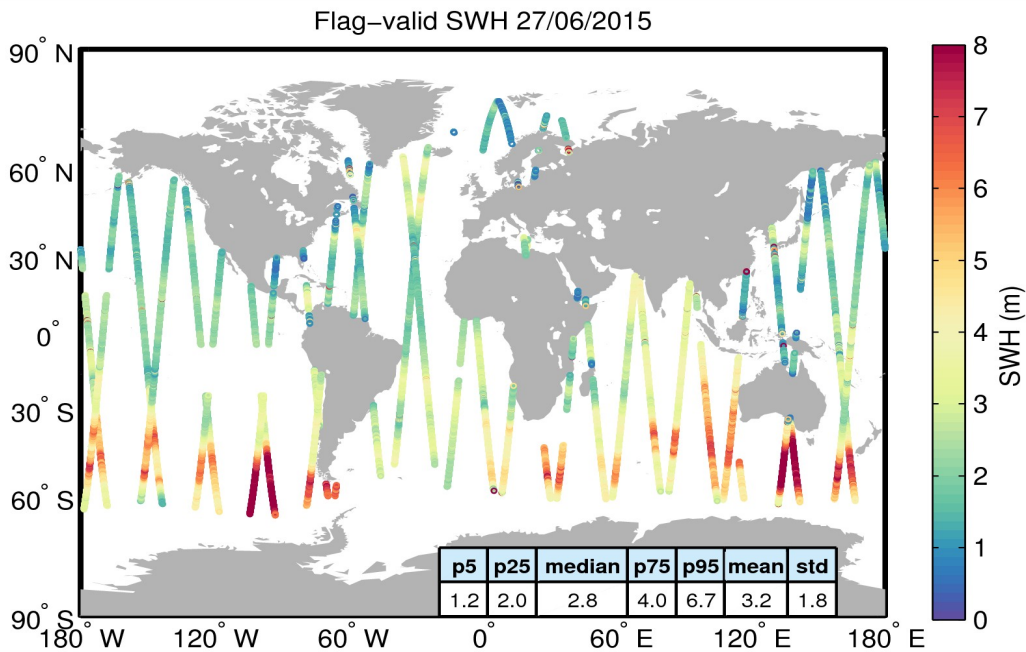 Flag−valid SWH 27/06/2015
90° N
60° N
30° N
0°
30° S
60° S
90° S
180° W
120° W
60° W
0°
60° E
120° E
180° E
p5 p25 median p75 p95 mean std
1.2 2.0 2.8 4.0 6.7 3.2 1.8
8
7
6
5
4
3
2
1
0
SWH (m)